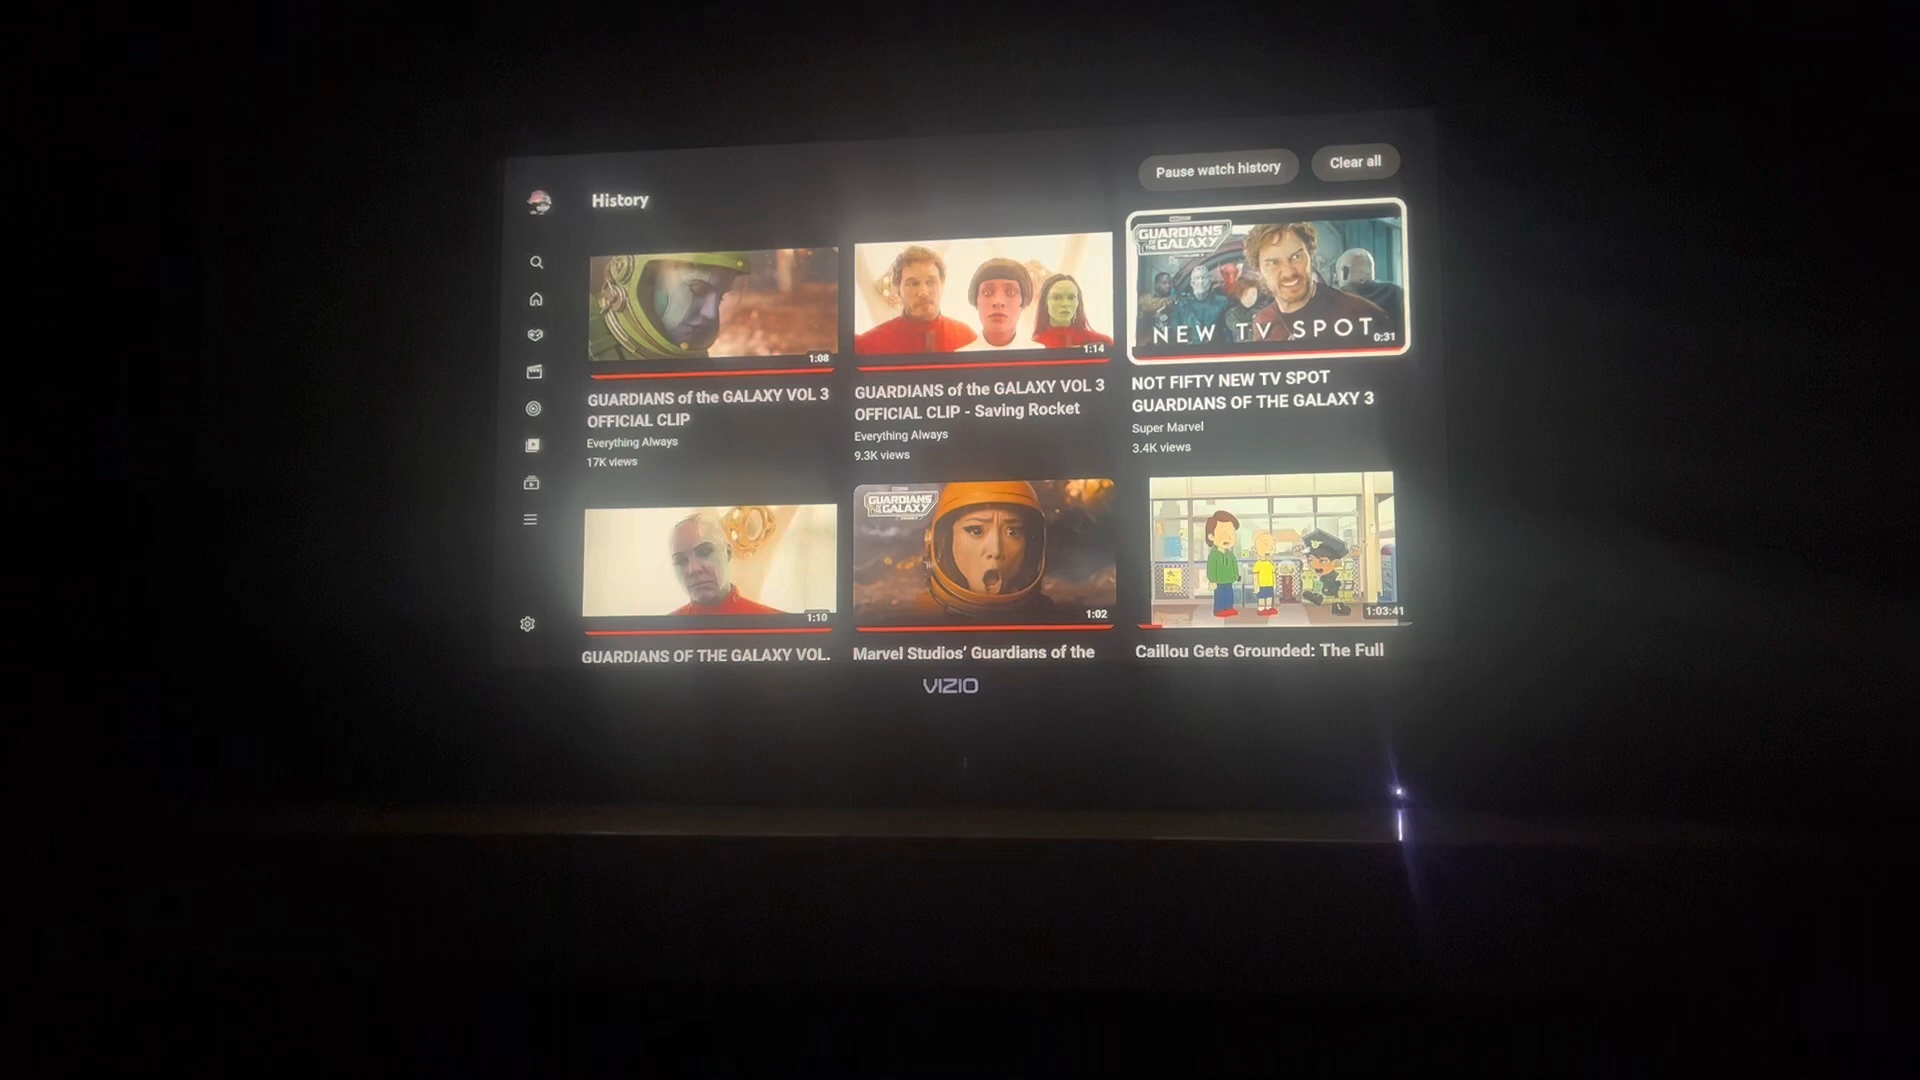 Pause watch history
Clear all
History
GUARDIANS
OF THE GALAXY
NEW TV SPOT
0:31
1:08
1:14
GUARDIANS of the GALAXY VOL 3
OFFICIAL CLIP
Everything Always
17K views
GUARDIANS of the GALAXY VOL 3
OFFICIAL CLIP - Saving Rocket
Everything Always
9.3K views
NOT FIFTY NEW TV SPOT
GUARDIANS OF THE GALAXY 3
Super Marvel
3.4K views
GUARDIANS
OF THE GALAXY
1:10
1:02
1:03:41
GUARDIANS OF THE GALAXY VOL.
Marvel Studios' Guardians of the
Caillou Gets Grounded: The Full
VIZIO